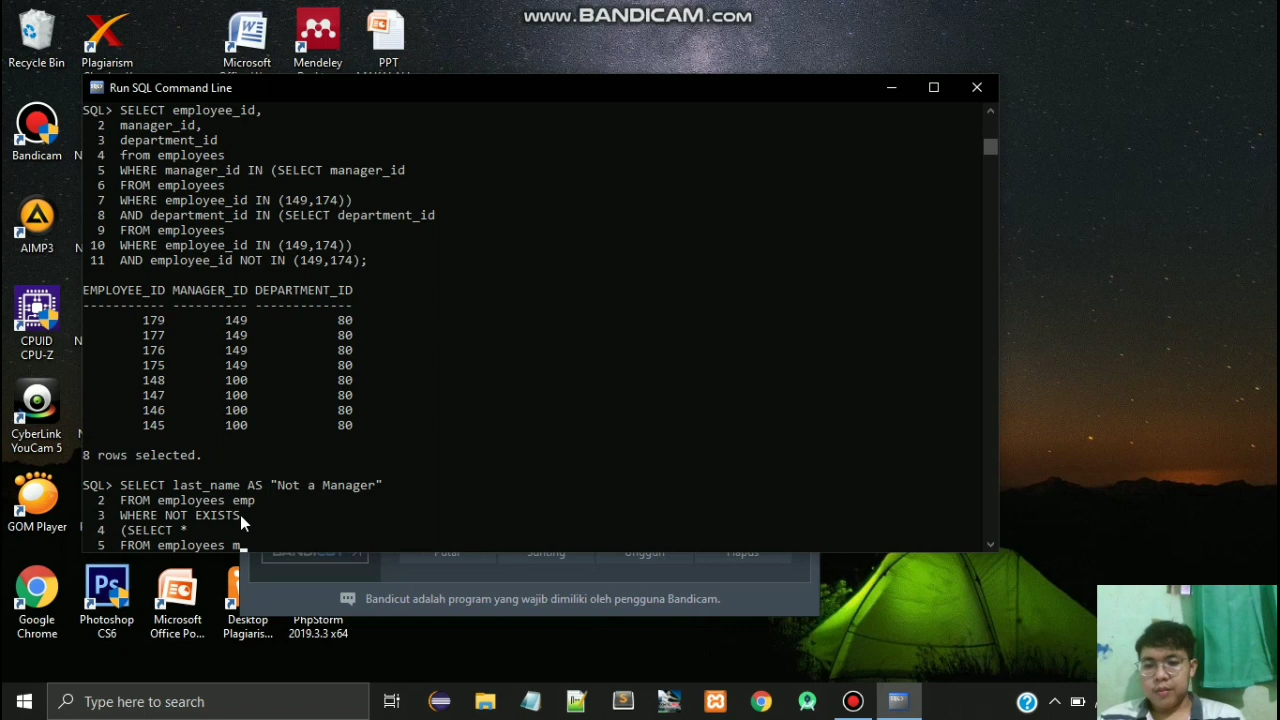 www.BANDICAM.com
Recycle Bin
Plagiarism
Microsoft
Mendeley
PPT
Run SQL Command Line
SQL> SELECT employee_id,
2 manager_id,
3 department_id
4 from employees
5 WHERE manager_id IN (SELECT manager_id
6 FROM employees
7 WHERE employee_id IN (149,174))
8 AND department_id IN (SELECT department_id
9 FROM employees
10 WHERE employee_id IN (149,174))
11 AND employee_id NOT IN (149,174);
EMPLOYEE_ID MANAGER_ID DEPARTMENT_ID
----------- ---------- -------------
179 149 80
177 149 80
176 149 80
175 149 80
148 100 80
147 100 80
146 100 80
145 100 80
8 rows selected.
SQL> SELECT last_name AS "Not a Manager"
2 FROM employees emp
3 WHERE NOT EXISTS
4 (SELECT *
5 FROM employees m
Bandicam
AIMP3
CPUID
CPU-Z
CyberLink
YouCam 5
GOM Player
Bandicut adalah program yang wajib dimiliki oleh pengguna Bandicam.
Google
Chrome
Photoshop
CS6
Microsoft
Office Po...
Desktop
Plagiaris...
PhpStorm
2019.3.3 x64
Type here to search